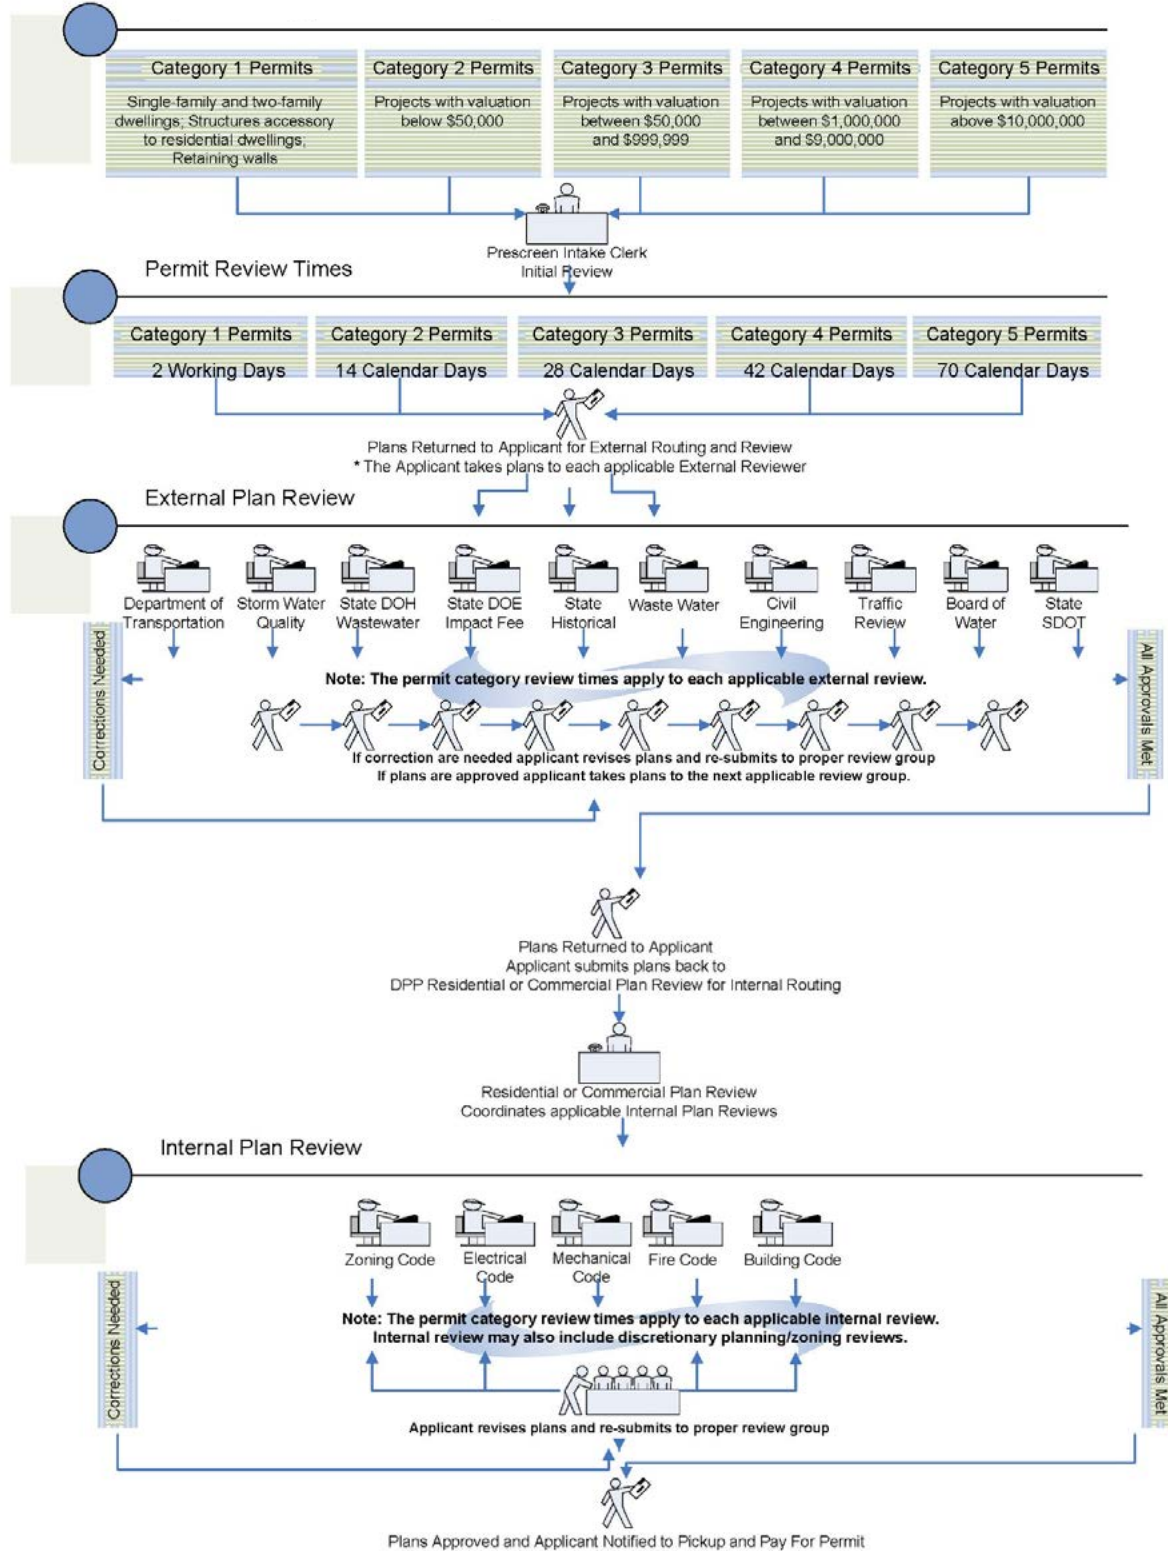 Category 1 Permits
Single-family and two-family
dwellings; Structures accessory
to residential dwellings;
Retaining walls
Category 2 Permits
Projects with valuation
below $50,000
Category 3 Permits
Projects with valuation
between $50,000
and $999,999
Category 4 Permits
Projects with valuation
between $1,000,000
and $9,000,000
Category 5 Permits
Projects with valuation
above $10,000,000
Prescreen Intake Clerk
Initial Review
Permit Review Times
Category 1 Permits
2 Working Days
Category 2 Permits
14 Calendar Days
Category 3 Permits
28 Calendar Days
Category 4 Permits
42 Calendar Days
Category 5 Permits
70 Calendar Days
Plans Returned to Applicant for External Routing and Review
* The Applicant takes plans to each applicable External Reviewer
External Plan Review
Department of
Transportation
Storm Water
Quality
State DOH
Wastewater
State DOE
Impact Fee
State
Historical
Waste Water
Civil
Engineering
Traffic
Review
Board of
Water
State
SDOT
Corrections Needed
All Approvals Met
Note: The permit category review times apply to each applicable external review.
If correction are needed applicant revises plans and re-submits to proper review group
If plans are approved applicant takes plans to the next applicable review group.
Plans Returned to Applicant
Applicant submits plans back to
DPP Residential or Commercial Plan Review for Internal Routing
Residential or Commercial Plan Review
Coordinates applicable Internal Plan Reviews
Internal Plan Review
Zoning Code
Electrical
Code
Mechanical
Code
Fire Code
Building Code
Corrections Needed
All Approvals Met
Note: The permit category review times apply to each applicable internal review.
Internal review may also include discretionary planning/zoning reviews.
Applicant revises plans and re-submits to proper review group
Plans Approved and Applicant Notified to Pickup and Pay For Permit